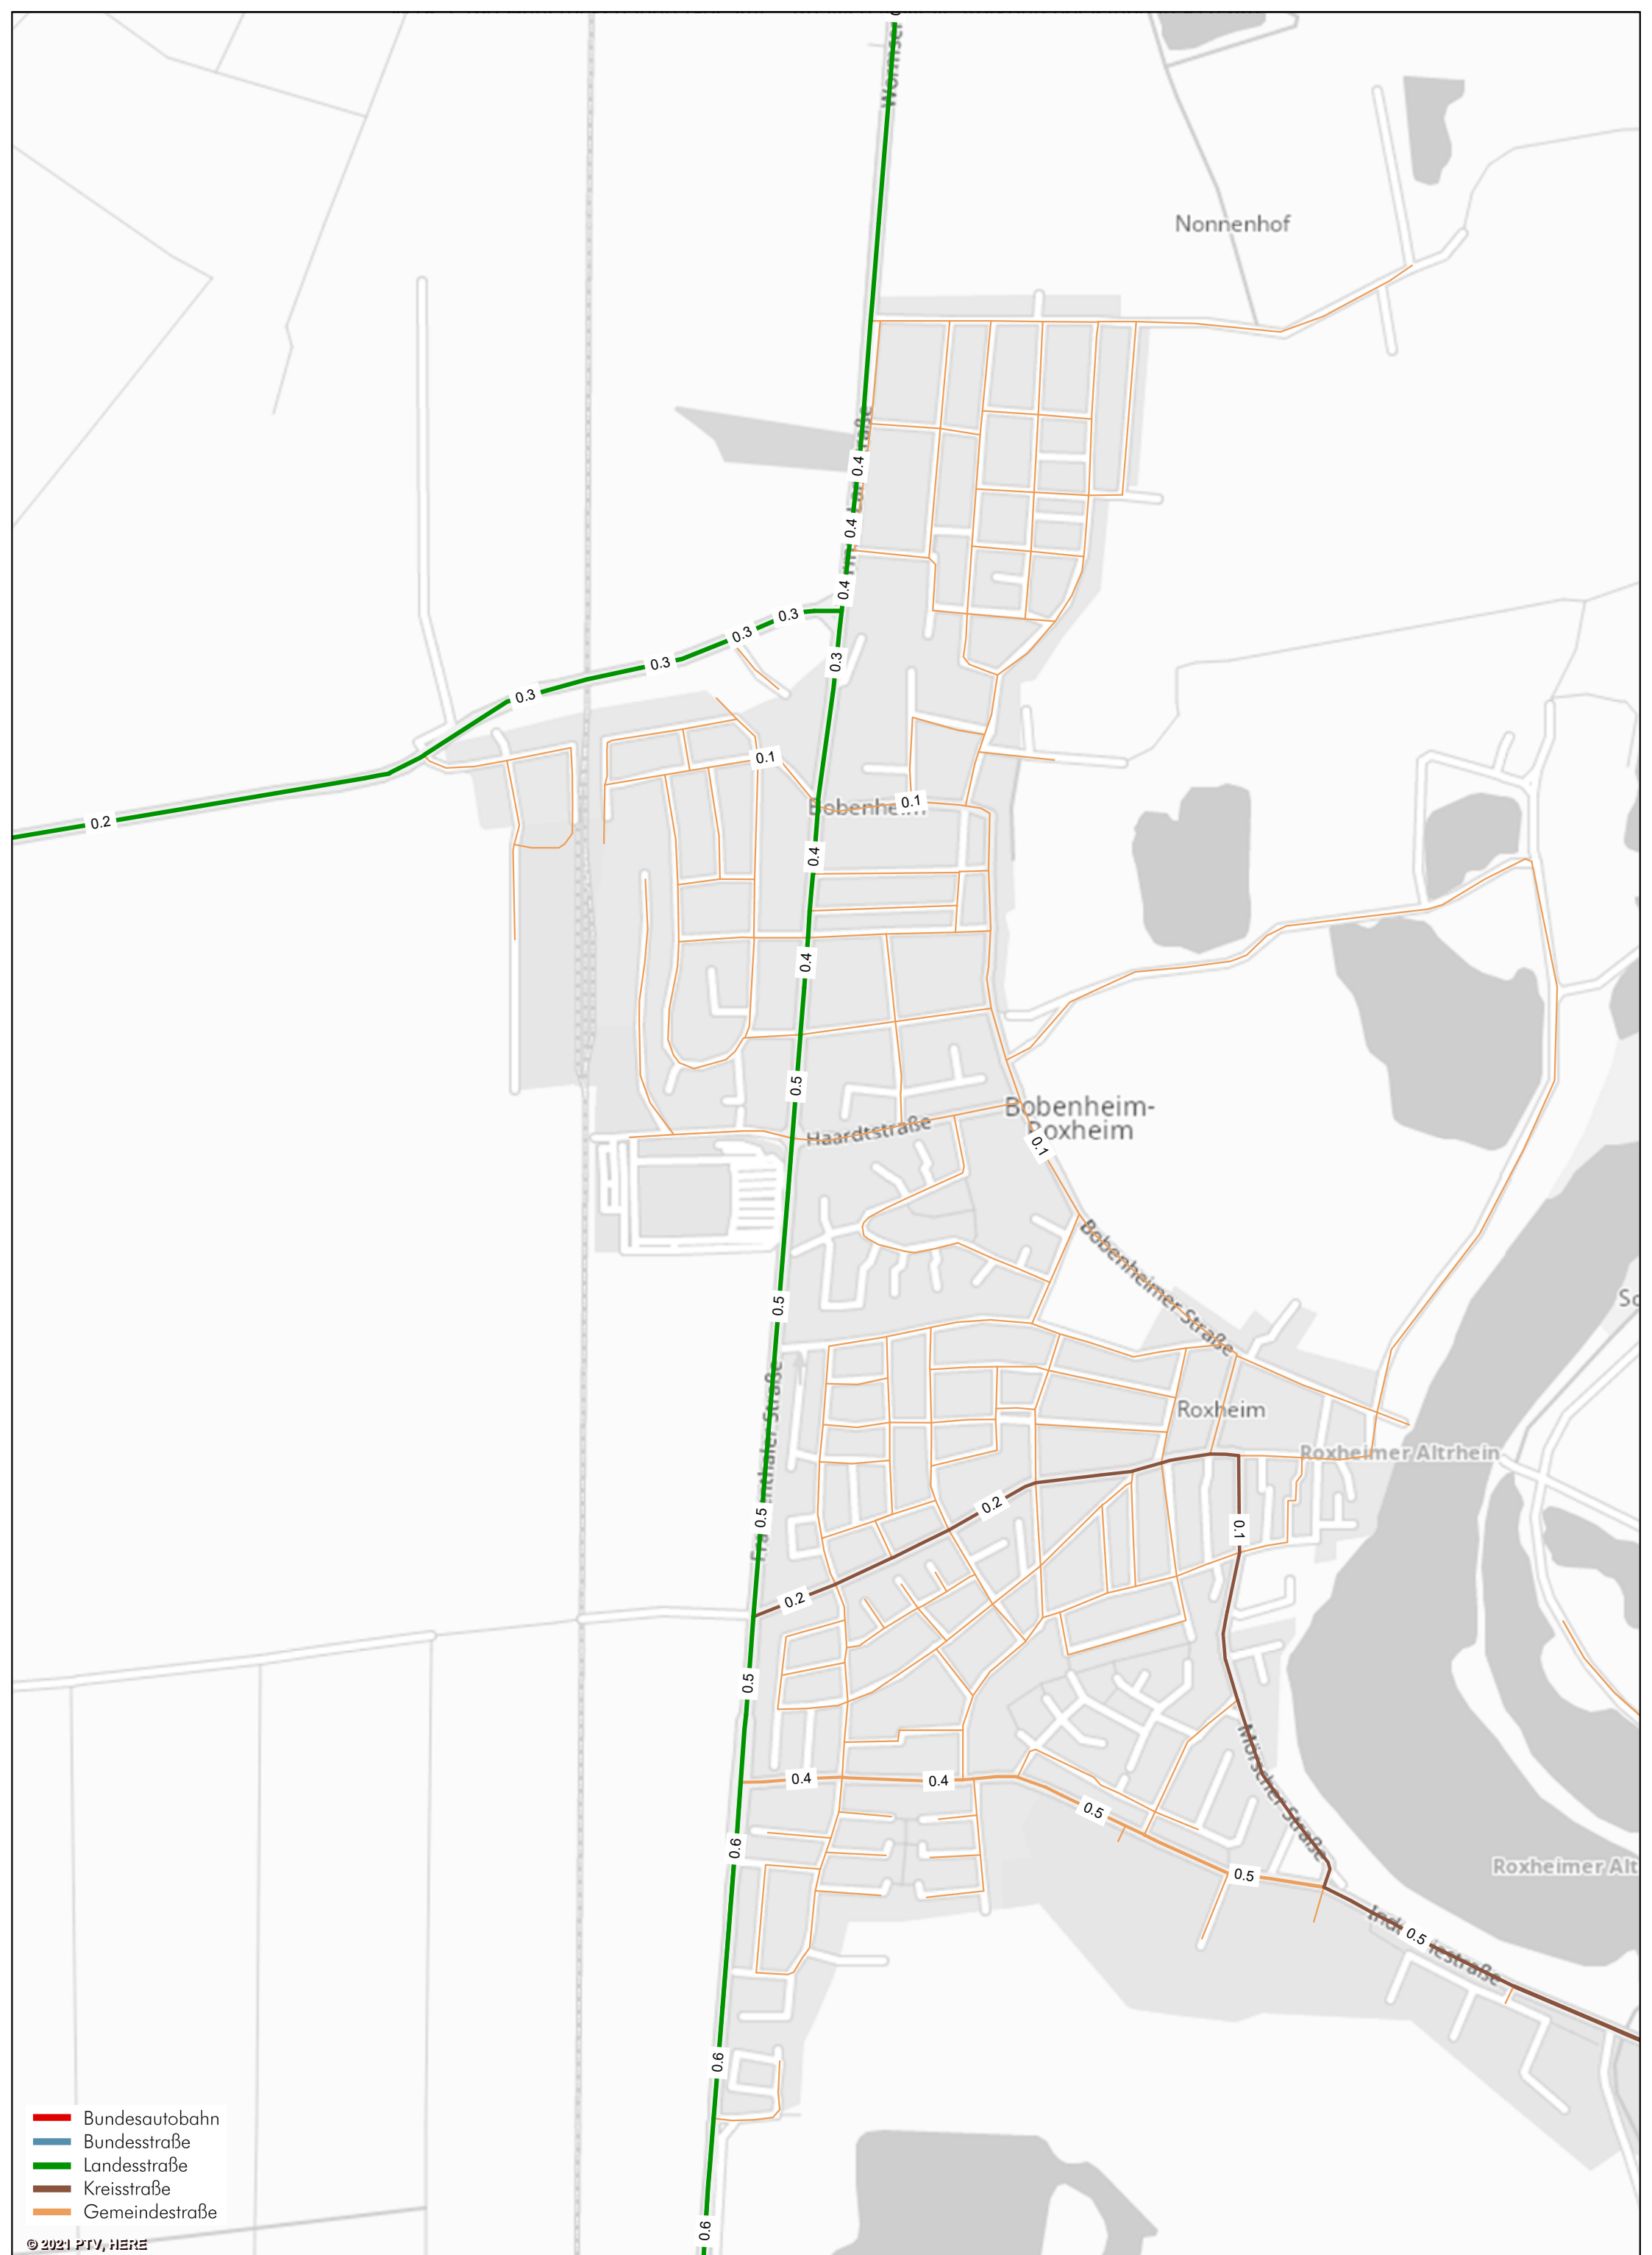 Nonnenhof
0.4
0.4
0.4
0.3
0.3
0.3
0.3
0.3
0.2
0.1
0.1
Bobenheim
0.4
0.4
0.5
Haardtstraße
Bobenheim-
Roxheim
0.1
Bobenheimer Straße
0.5
Roxheim
Roxheimer Altrhein
0.2
0.5
0.1
0.2
0.5
Mörscher Straße
0.4
0.4
0.5
0.6
0.5
Roxheimer Alt
0.5
0.6
Bundesautobahn
Bundesstraße
Landesstraße
Kreisstraße
Gemeindestraße
0.6
© 2021 PTV, HERE